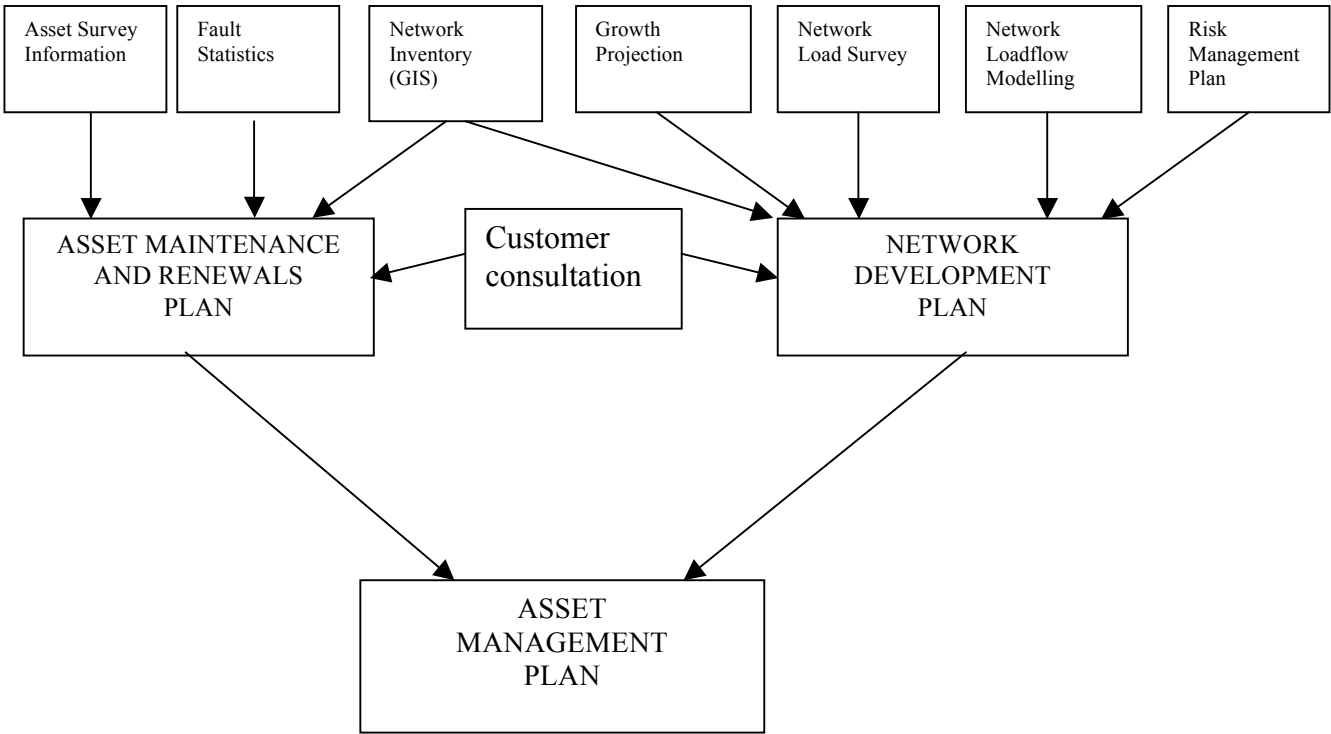 Asset Survey
Information
Fault
Statistics
Network
Inventory
(GIS)
Growth
Projection
Network
Load Survey
Network
Loadflow
Modelling
Risk
Management
Plan
ASSET MAINTENANCE
AND RENEWALS
PLAN
Customer
consultation
NETWORK
DEVELOPMENT
PLAN
ASSET
MANAGEMENT
PLAN